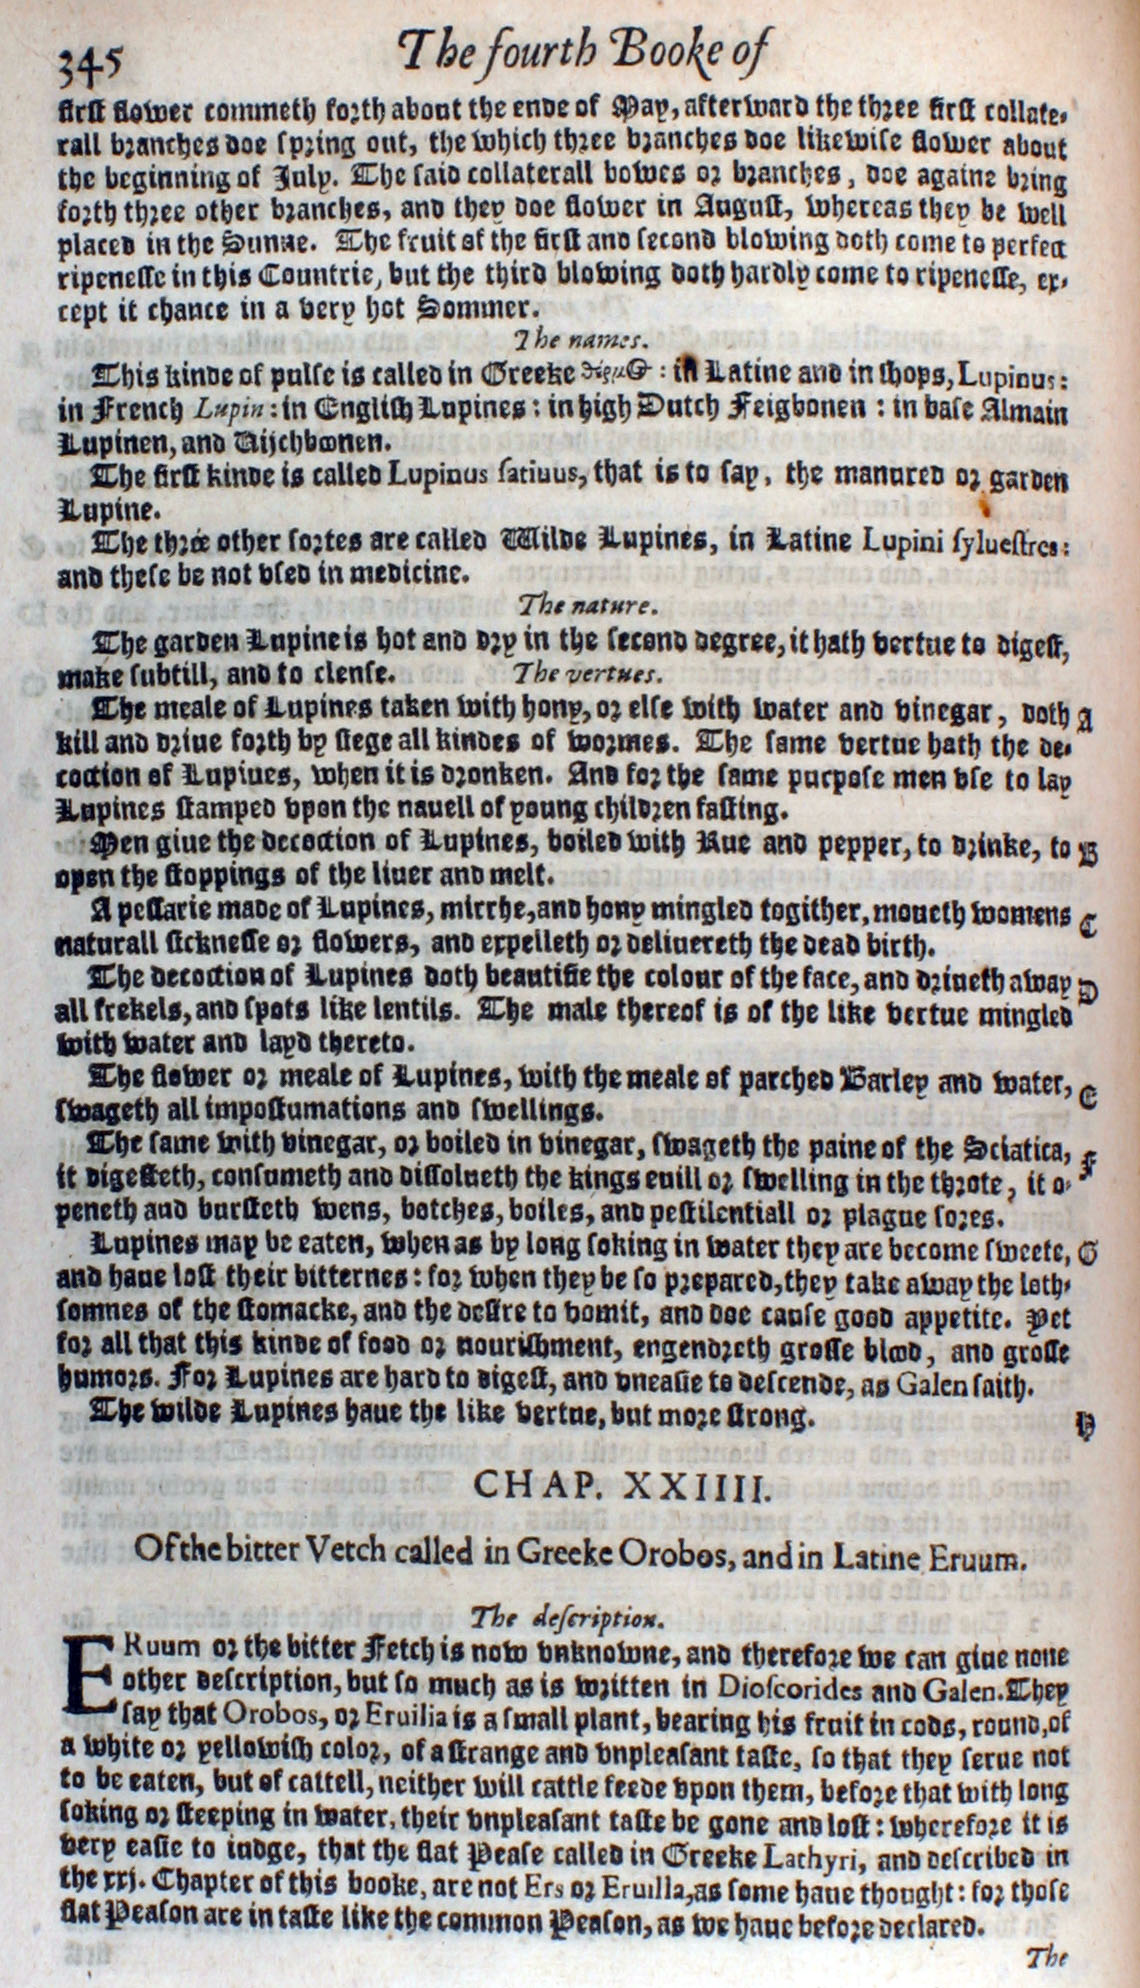 345 The fourth Booke of
first flower commeth forth about the ende of May, afterward the three first collate-
rall branches doe spring out, the which three branches doe likewise flower about
the beginning of July. The said collaterall bowes or branches, doe againe bring
forth three other branches, and they doe flower in August, whereas they be well
placed in the Sunne. The fruit of the first and second blowing doth come to perfect
ripenesse in this Countrie, but the third blowing doth hardly come to ripenesse, ex-
cept it chance in a very hot Sommer.
The names.
This kinde of pulse is called in Greeke : in Latine and in shops, Lupinus:
in French Lupin: in English Lupines: in high Dutch Feigbonen : in base Almain
Lupinen, and Vijchboonen.
The first kinde is called Lupinus satiuus, that is to say, the manured or garden
Lupine.
The three other sortes are called Wilde Lupines, in Latine Lupini syluestres:
and these be not vsed in medicine.
The nature.
The garden Lupine is hot and dry in the second degree, it hath vertue to digest,
make subtill, and to clense. The vertues.
The meale of Lupines taken with hony, or else with water and vinegar, doth A
kill and driue forth by siege all kindes of wormes. The same vertue hath the de-
coction of Lupines, when it is dronken. And for the same purpose men vse to lay
Lupines stamped vpon the nauell of young children fasting.
Men giue the decoction of Lupines, boiled with Rue and pepper, to drinke, to B
open the stoppings of the liuer and melt.
A pessarie made of Lupines, mirrhe, and hony mingled togither, moueth womens C
naturall sicknesse or flowers, and expelleth or deliuereth the dead birth.
The decoction of Lupines doth beautifie the colour of the face, and driueth away D
all frekels, and spots like lentils. The male thereof is of the like vertue mingled
with water and layd thereto.
The flower or meale of Lupines, with the meale of parched Barley and water, E
swageth all impostumations and swellings.
The same with vinegar, or boiled in vinegar, swageth the paine of the Sciatica, F
it digesteth, consumeth and dissolueth the kings euill or swelling in the throte, it o-
peneth and bursteth wens, botches, boiles, and pestilentiall or plague sores.
Lupines may be eaten, when as by long soking in water they are become sweete, G
and haue lost their bitternes: for when they be so prepared, they take away the loth-
somnes of the stomacke, and the desire to vomit, and doe cause good appetite. Yet
for all that this kinde of food or nourishment, engendreth grosse blood, and grosse
humors. For Lupines are hard to digest, and vneasie to descende, as Galen saith.
The wilde Lupines haue the like vertue, but more strong. H
CHAP. XXIIII.
Of the bitter Vetch called in Greeke Orobos, and in Latine Eruum.
The description.
ERuum or the bitter Fetch is now vnknowne, and therefore we can giue none
other description, but so much as is written in Dioscorides and Galen. They
say that Orobos, or Eruilia is a small plant, bearing his fruit in cods, round, of
a white or yellowish color, of a strange and vnpleasant taste, so that they serue not
to be eaten, but of cattell, neither will cattle feede vpon them, before that with long
soking or steeping in water, their vnpleasant taste be gone and lost: wherefore it is
very easie to iudge, that the flat Pease called in Greeke Lathyri, and described in
the xxj. Chapter of this booke, are not Ers or Eruilla, as some haue thought: for those
flat Peason are in taste like the common Peason, as we haue before declared.
The